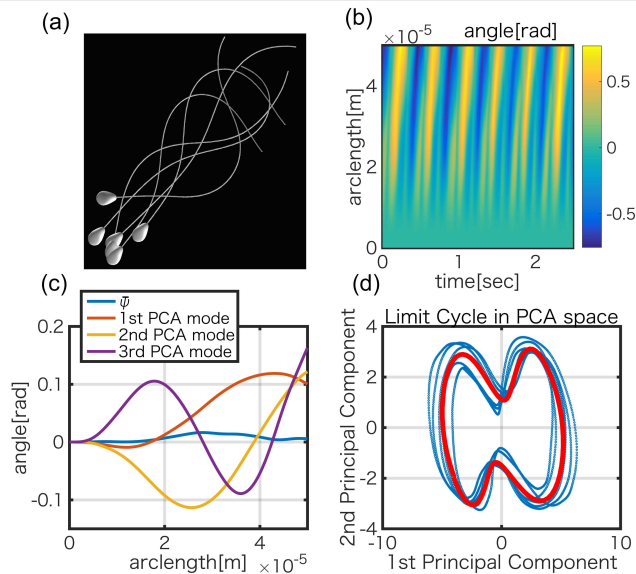 (a)
(b)
×10⁻⁵ angle[rad]
arclength[m]
4
2
0
0 1 2
time[sec]
0.5
0
-0.5
(c)
ψ̄
1st PCA mode
2nd PCA mode
3rd PCA mode
angle[rad]
0.2
0.1
0
-0.1
0 2 4
arclength[m] ×10⁻⁵
(d)
Limit Cycle in PCA space
2nd Principal Component
4
2
0
-2
-4
-10 0 10
1st Principal Component